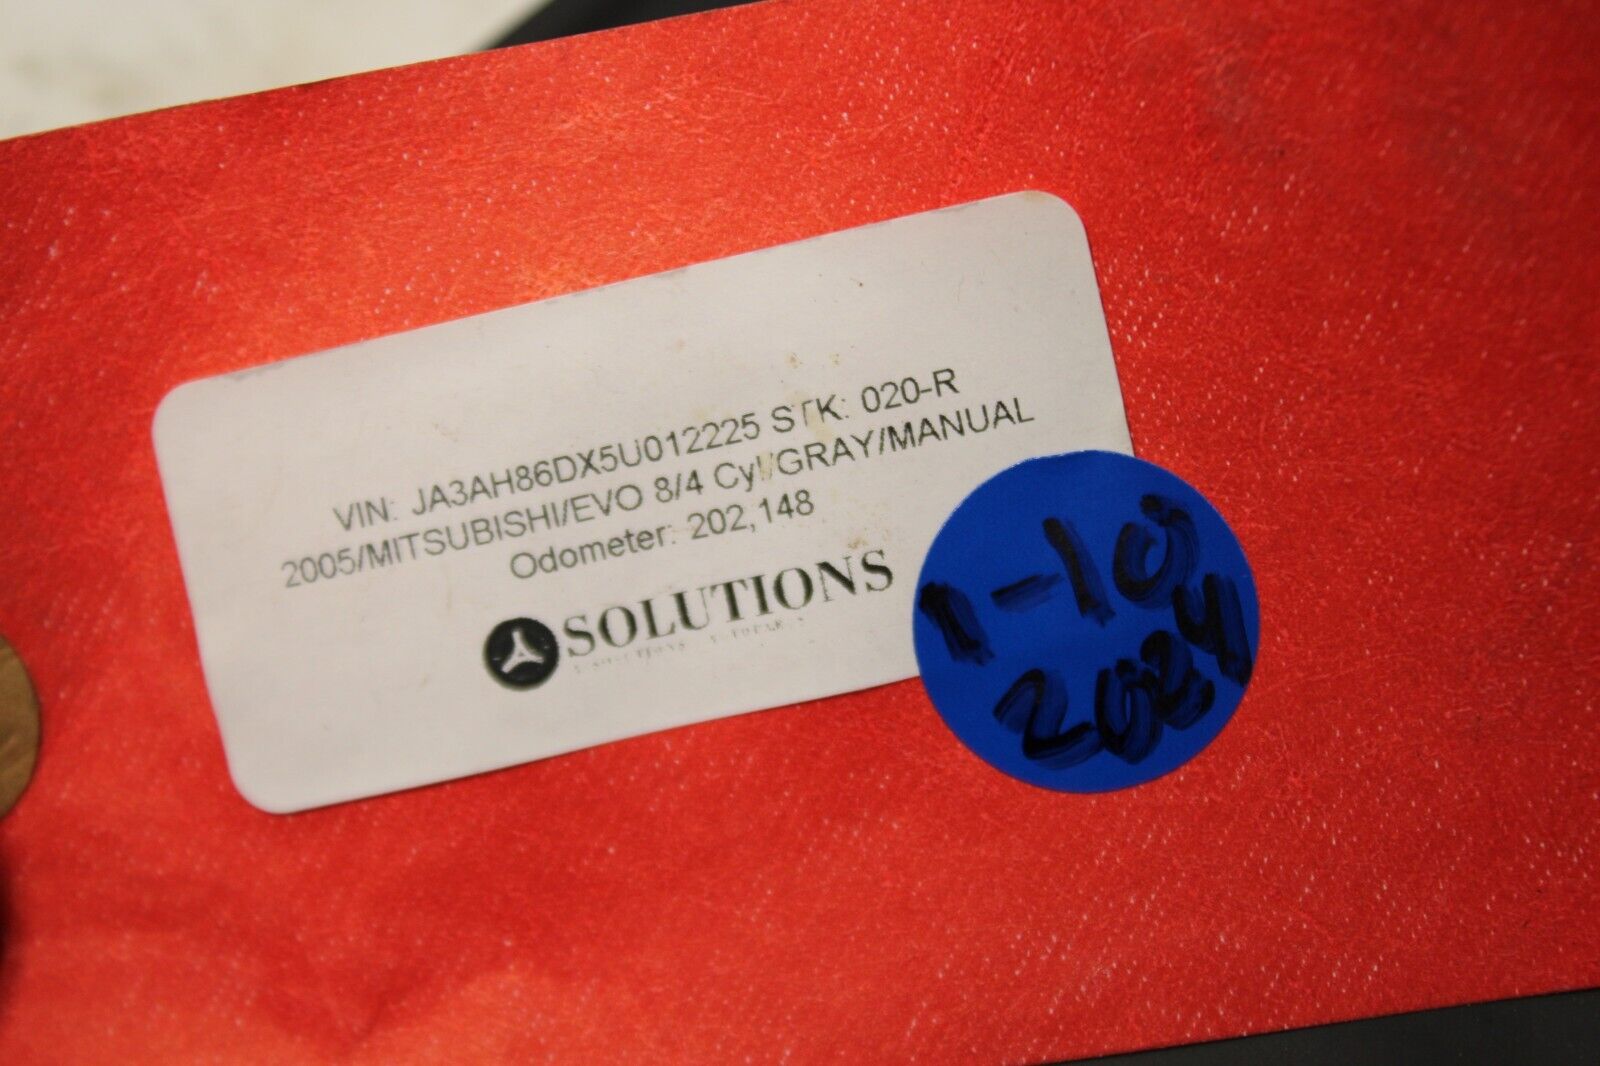 VIN: JA3AH86DX5U012225 STK: 020-R
2005/MITSUBISHI/EVO 8/4 Cyl/GRAY/MANUAL
Odometer: 202,148
SOLUTIONS
1-10
2024